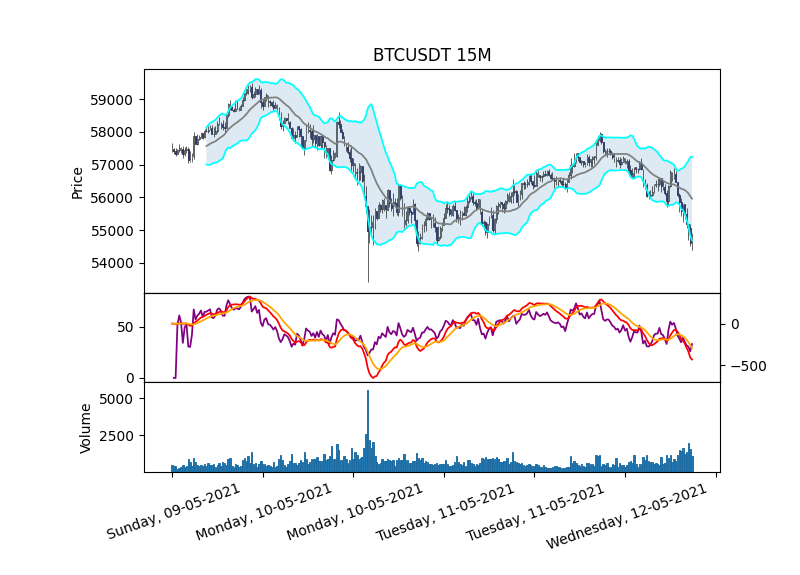 BTCUSDT 15M
59000
58000
57000
56000
55000
54000
Price
50
0
0
−500
5000
2500
Volume
Sunday, 09-05-2021
Monday, 10-05-2021
Monday, 10-05-2021
Tuesday, 11-05-2021
Tuesday, 11-05-2021
Wednesday, 12-05-2021